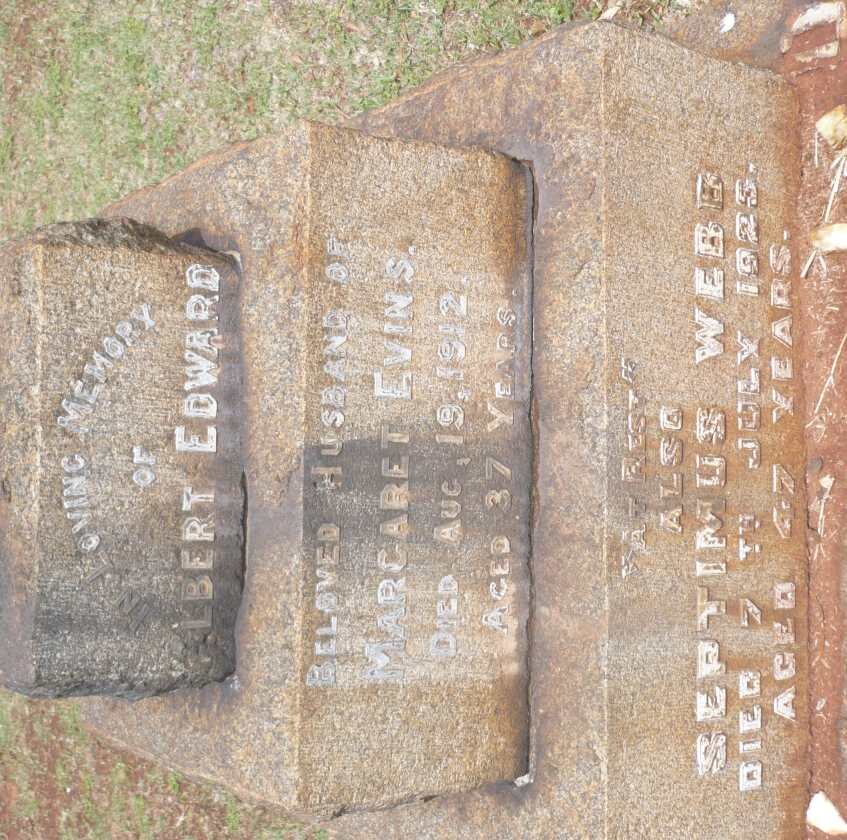 IN LOVING MEMORY
OF
ELBERT EDWARD
BELOVED HUSBAND OF
MARGARET EVINS.
DIED AUG, 19, 1912.
AGED 37 YEARS.
"AT REST"
ALSO
SEPTIMUS WEBB
DIED 7TH JULY 1925.
AGED 47 YEARS.